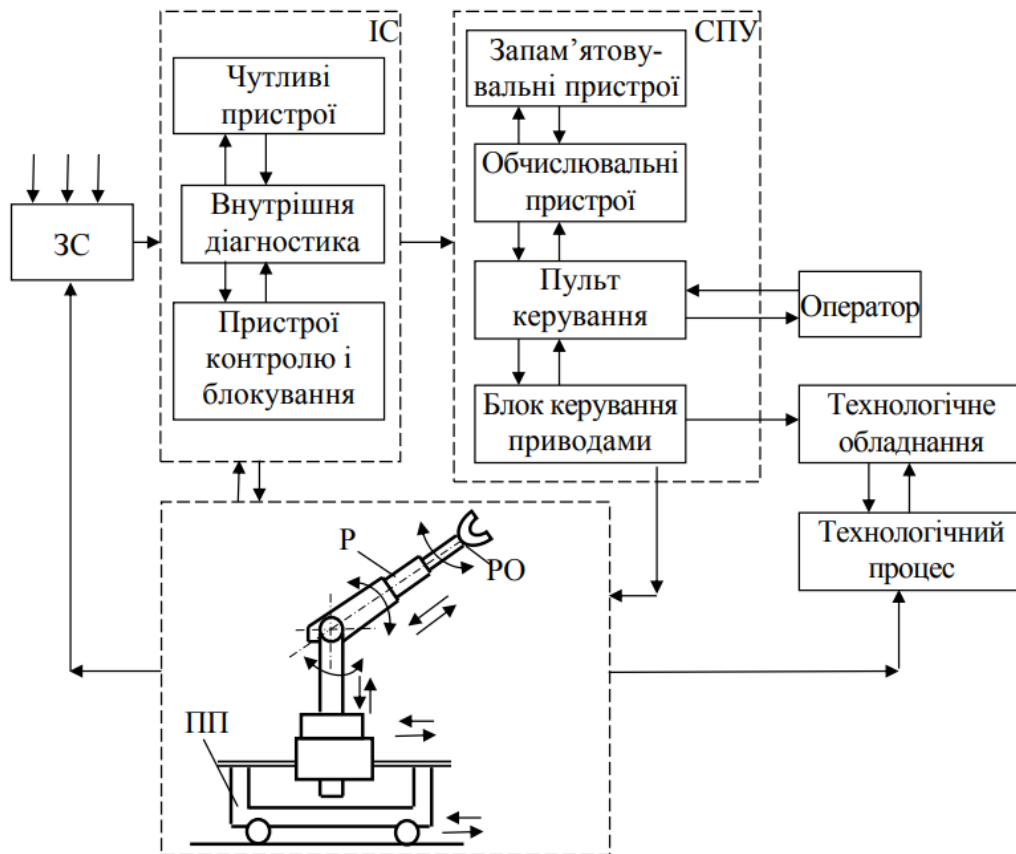 ІС
Чутливі
пристрої
Внутрішня
діагностика
Пристрої
контролю і
блокування
ЗС
СПУ
Запам’ятову-
вальні пристрої
Обчислювальні
пристрої
Пульт
керування
Блок керування
приводами
Оператор
Технологічне
обладнання
Технологічний
процес
Р
РО
ПП